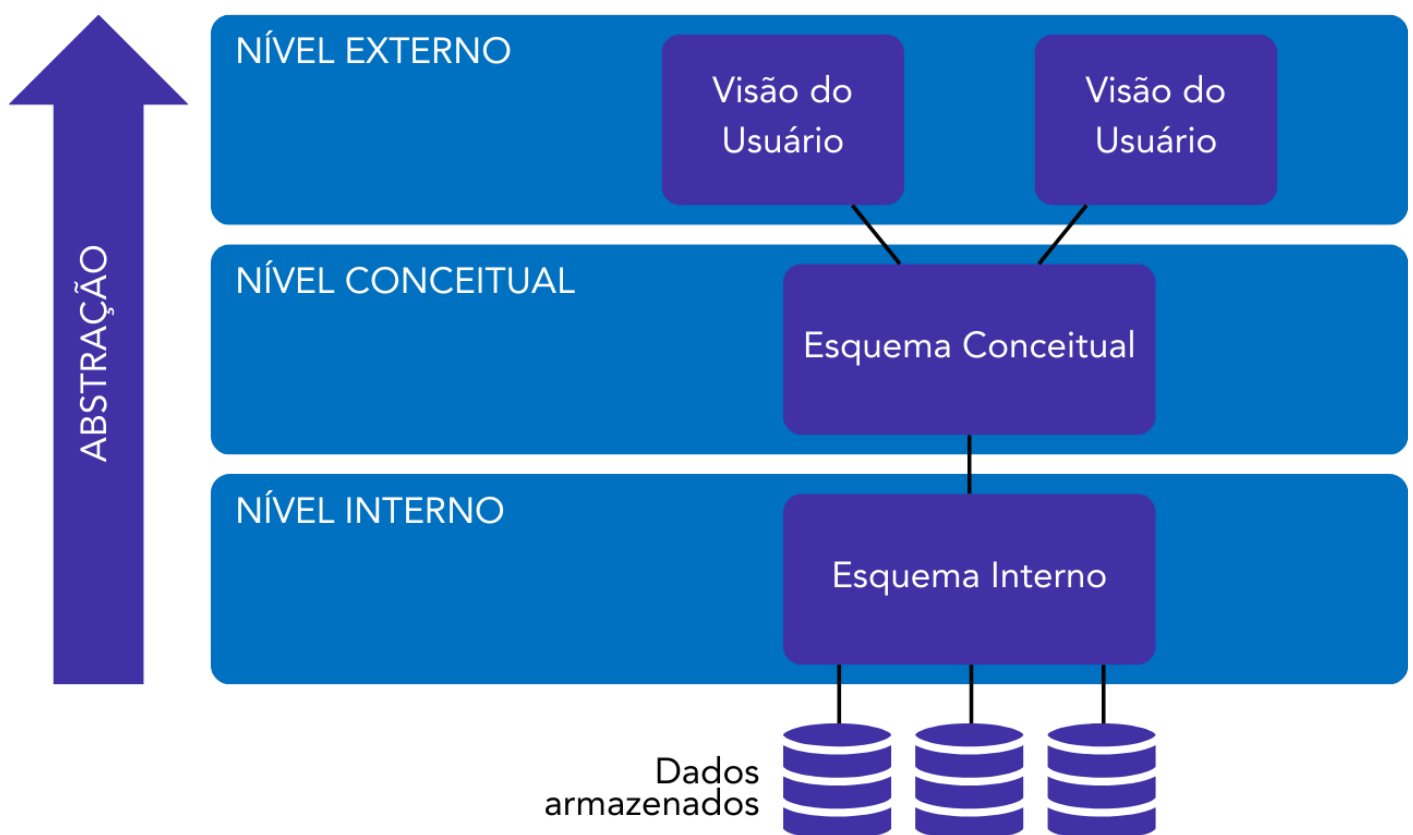 NÍVEL EXTERNO
Visão do
Usuário
Visão do
Usuário
ABSTRAÇÃO
NÍVEL CONCEITUAL
Esquema Conceitual
NÍVEL INTERNO
Esquema Interno
Dados
armazenados